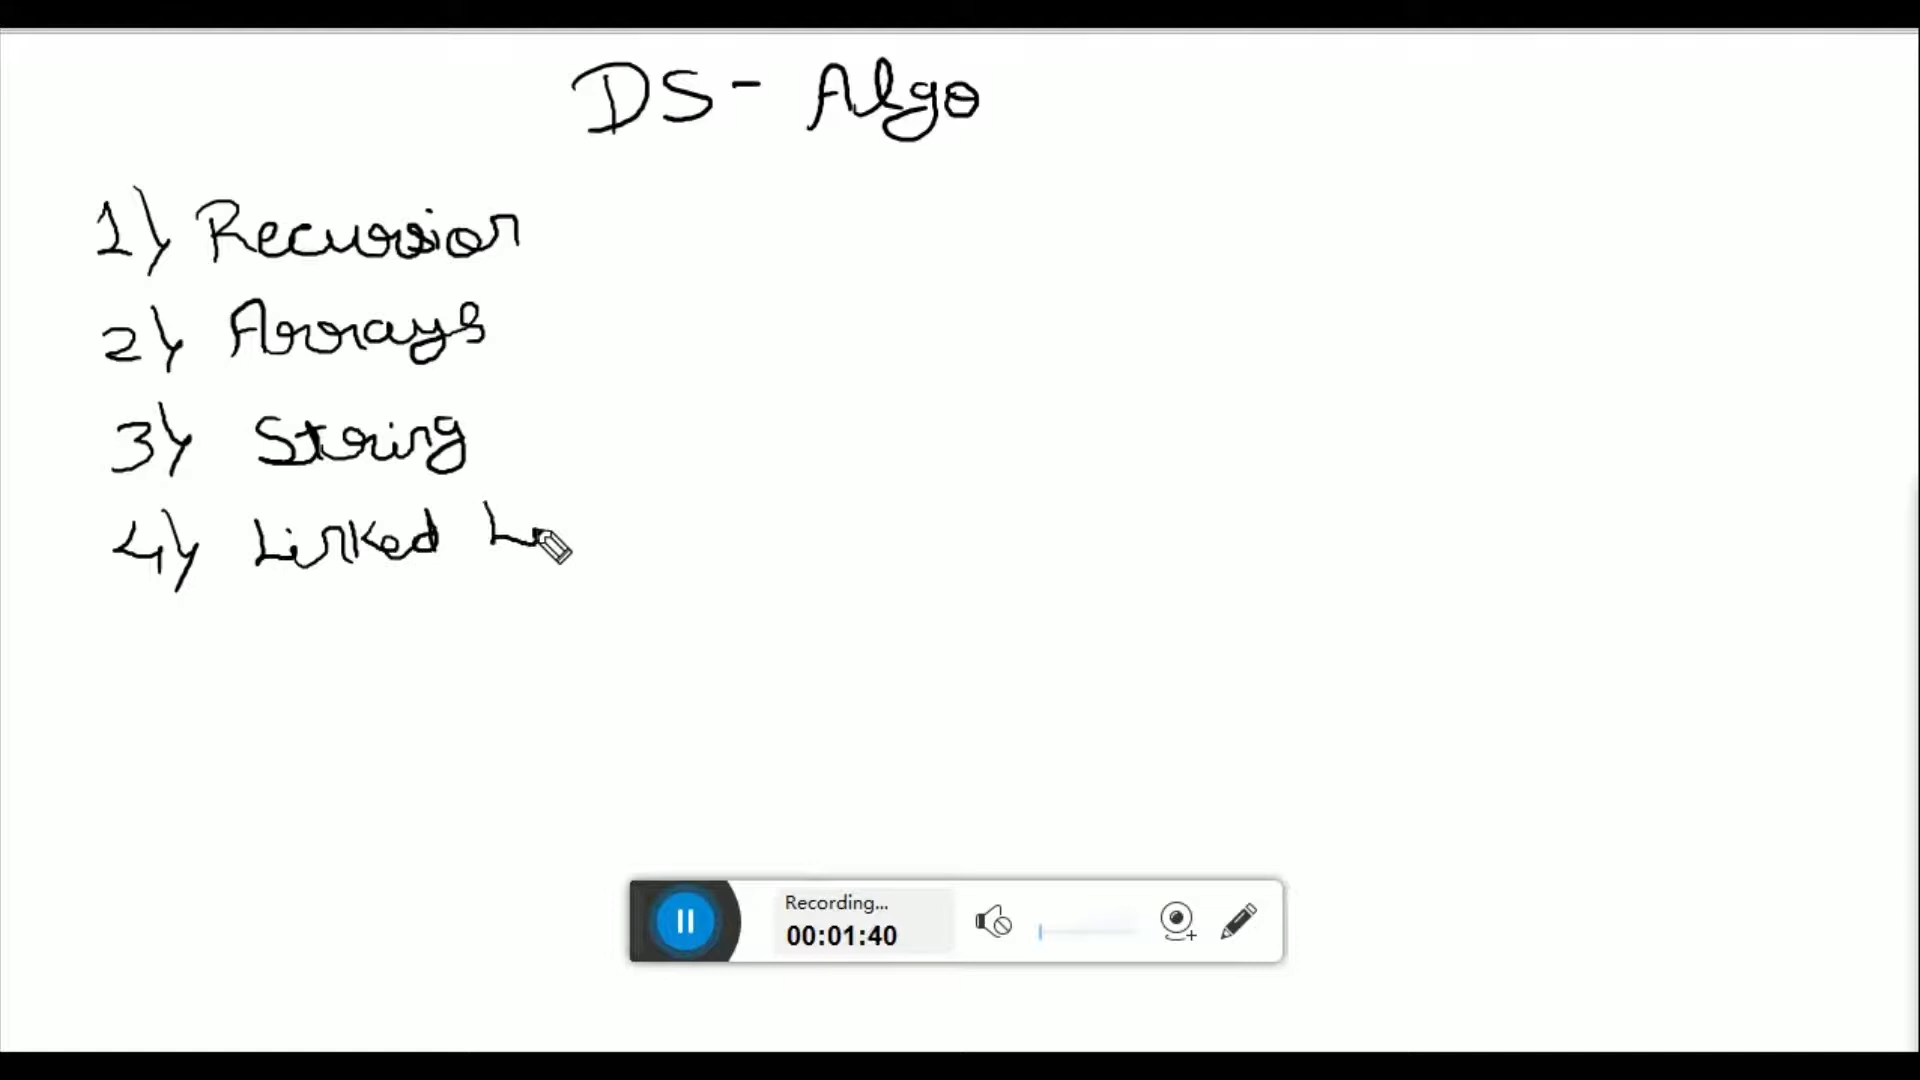 DS - Algo
1) Recursion
2) Arrays
3) String
4) Linked L
Recording...
00:01:40